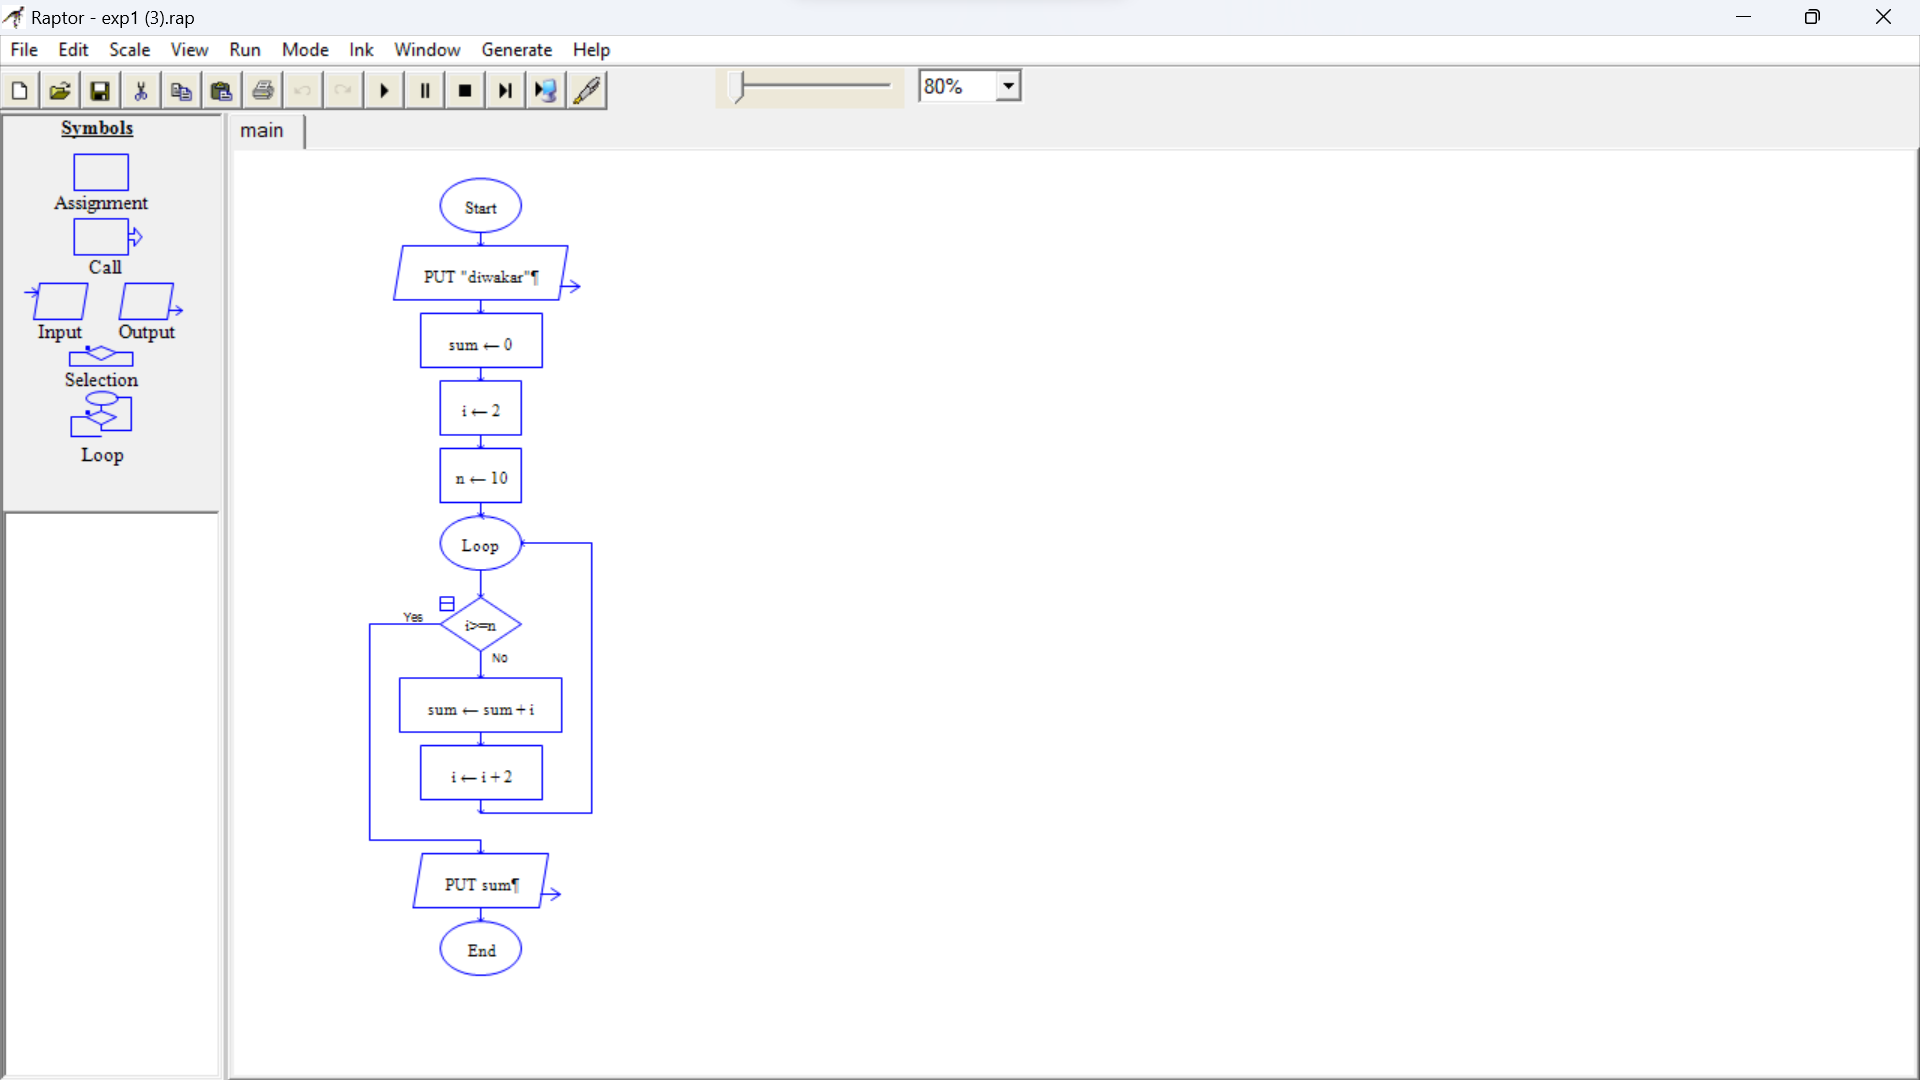 Raptor - exp1 (3).rap
File Edit Scale View Run Mode Ink Window Generate Help
80%
Symbols
Assignment
Call
Input Output
Selection
Loop
main
Start
PUT "diwakar"¶
sum ← 0
i ← 2
n ← 10
Loop
Yes
i>=n
No
sum ← sum + i
i ← i + 2
PUT sum¶
End